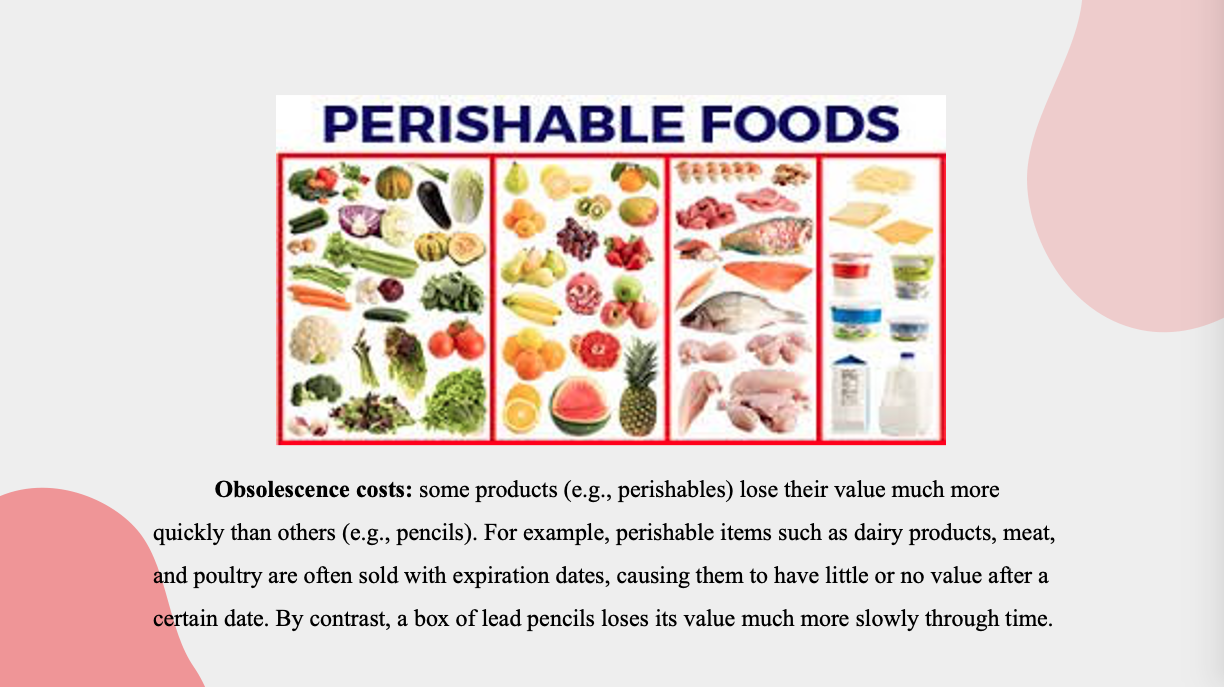 PERISHABLE FOODS
Obsolescence costs: some products (e.g., perishables) lose their value much more
quickly than others (e.g., pencils). For example, perishable items such as dairy products, meat,
and poultry are often sold with expiration dates, causing them to have little or no value after a
certain date. By contrast, a box of lead pencils loses its value much more slowly through time.